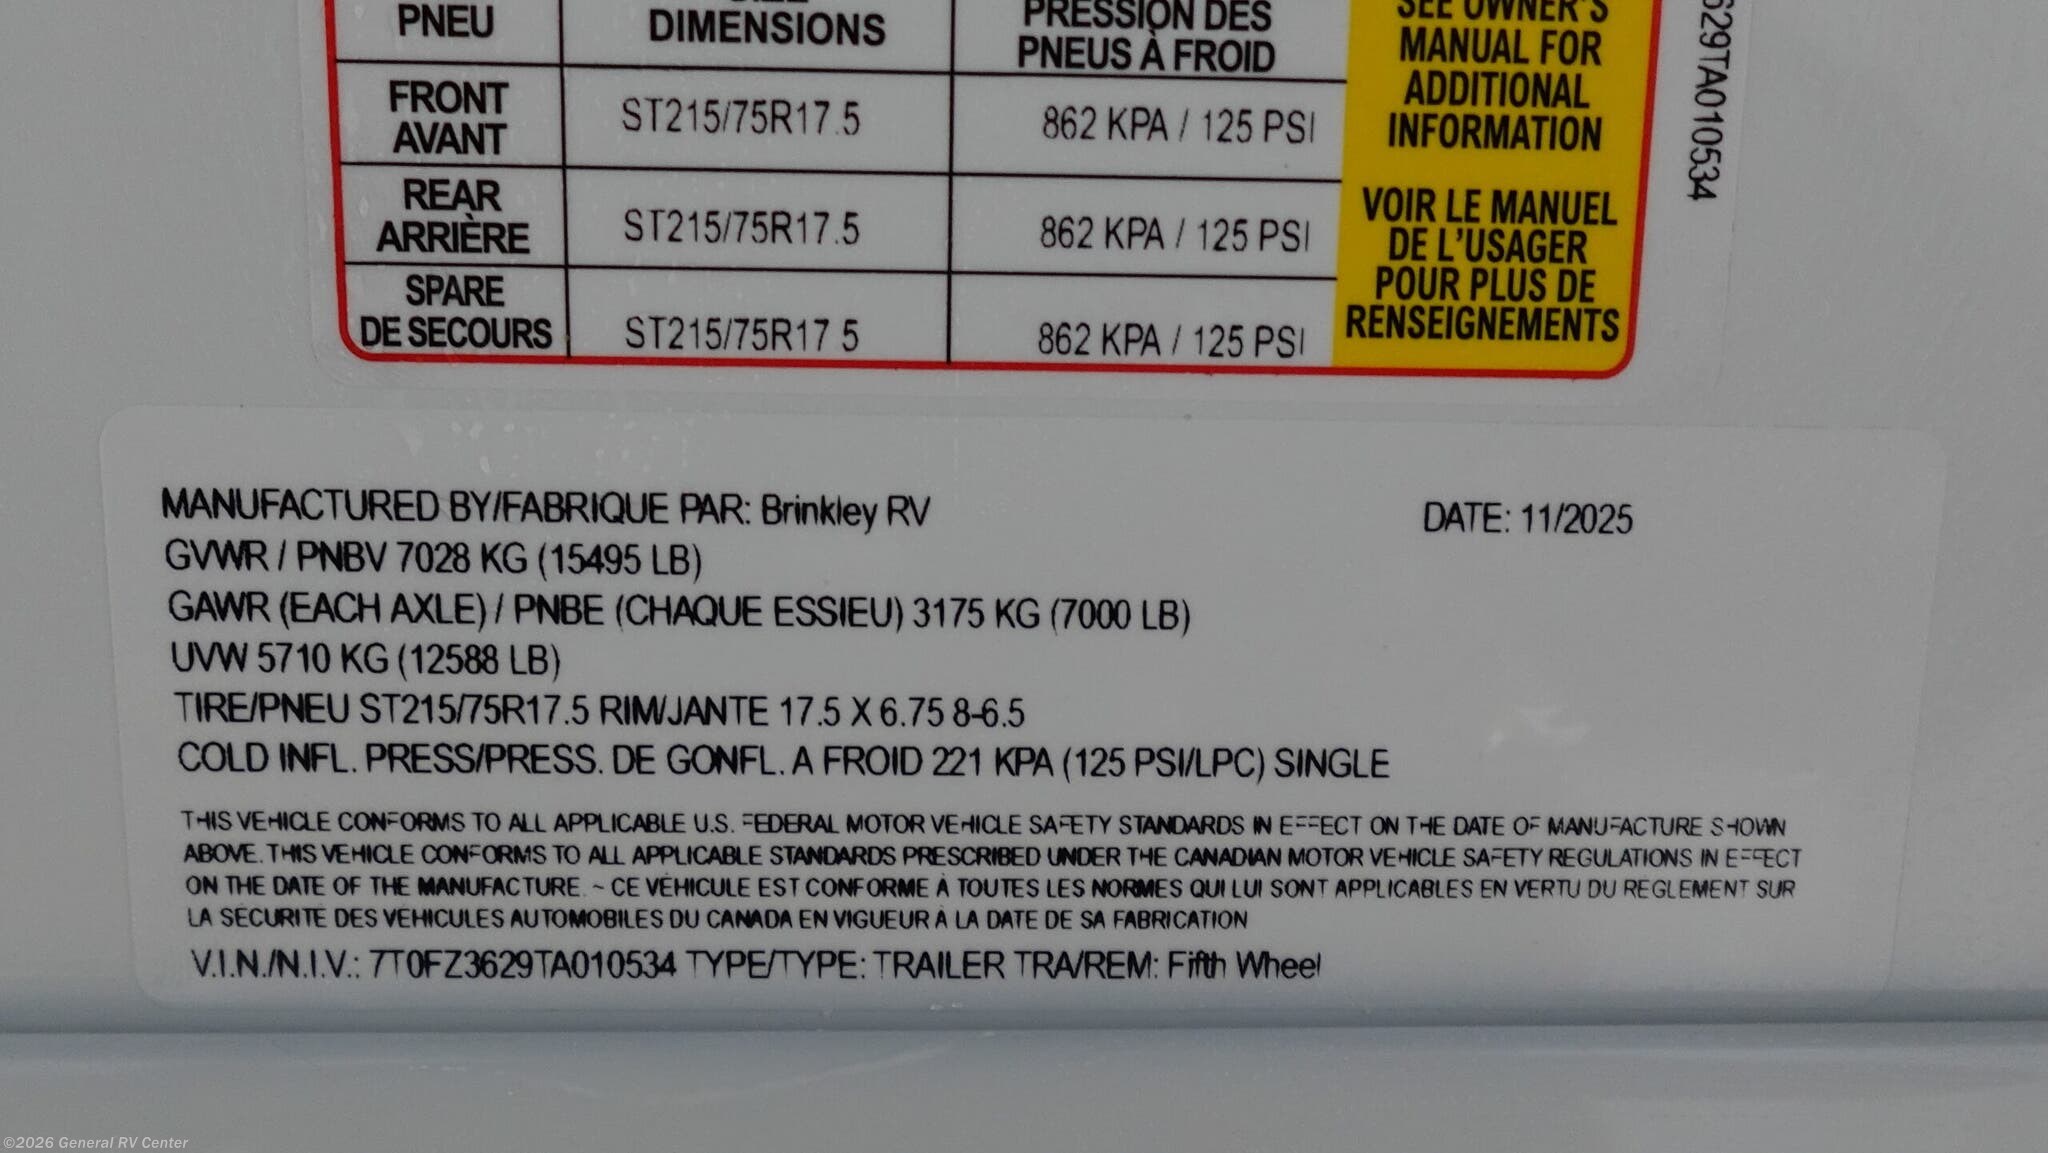 PNEU
DIMENSIONS
PRESSION DES
PNEUS À FROID
SEE OWNER'S
MANUAL FOR
ADDITIONAL
INFORMATION
VOIR LE MANUEL
DE L'USAGER
POUR PLUS DE
RENSEIGNEMENTS
629TA010534
FRONT
AVANT
ST215/75R17.5
862 KPA / 125 PSI
REAR
ARRIÈRE
ST215/75R17.5
862 KPA / 125 PSI
SPARE
DE SECOURS
ST215/75R17 5
862 KPA / 125 PSI
MANUFACTURED BY/FABRIQUE PAR: Brinkley RV
DATE: 11/2025
GVWR / PNBV 7028 KG (15495 LB)
GAWR (EACH AXLE) / PNBE (CHAQUE ESSIEU) 3175 KG (7000 LB)
UVW 5710 KG (12588 LB)
TIRE/PNEU ST215/75R17.5 RIM/JANTE 17.5 X 6.75 8-6.5
COLD INFL. PRESS/PRESS. DE GONFL. A FROID 221 KPA (125 PSI/LPC) SINGLE
THIS VEHICLE CONFORMS TO ALL APPLICABLE U.S. FEDERAL MOTOR VEHICLE SAFETY STANDARDS IN EFFECT ON THE DATE OF MANUFACTURE SHOWN
ABOVE. THIS VEHICLE CONFORMS TO ALL APPLICABLE STANDARDS PRESCRIBED UNDER THE CANADIAN MOTOR VEHICLE SAFETY REGULATIONS IN EFFECT
ON THE DATE OF THE MANUFACTURE. ~ CE VÉHICULE EST CONFORME À TOUTES LES NORMES QUI LUI SONT APPLICABLES EN VERTU DU RÈGLEMENT SUR
LA SÉCURITÉ DES VÉHICULES AUTOMOBILES DU CANADA EN VIGUEUR À LA DATE DE SA FABRICATION
V.I.N./N.I.V.: 7T0FZ3629TA010534 TYPE/TYPE: TRAILER TRA/REM: Fifth Wheel
©2026 General RV Center